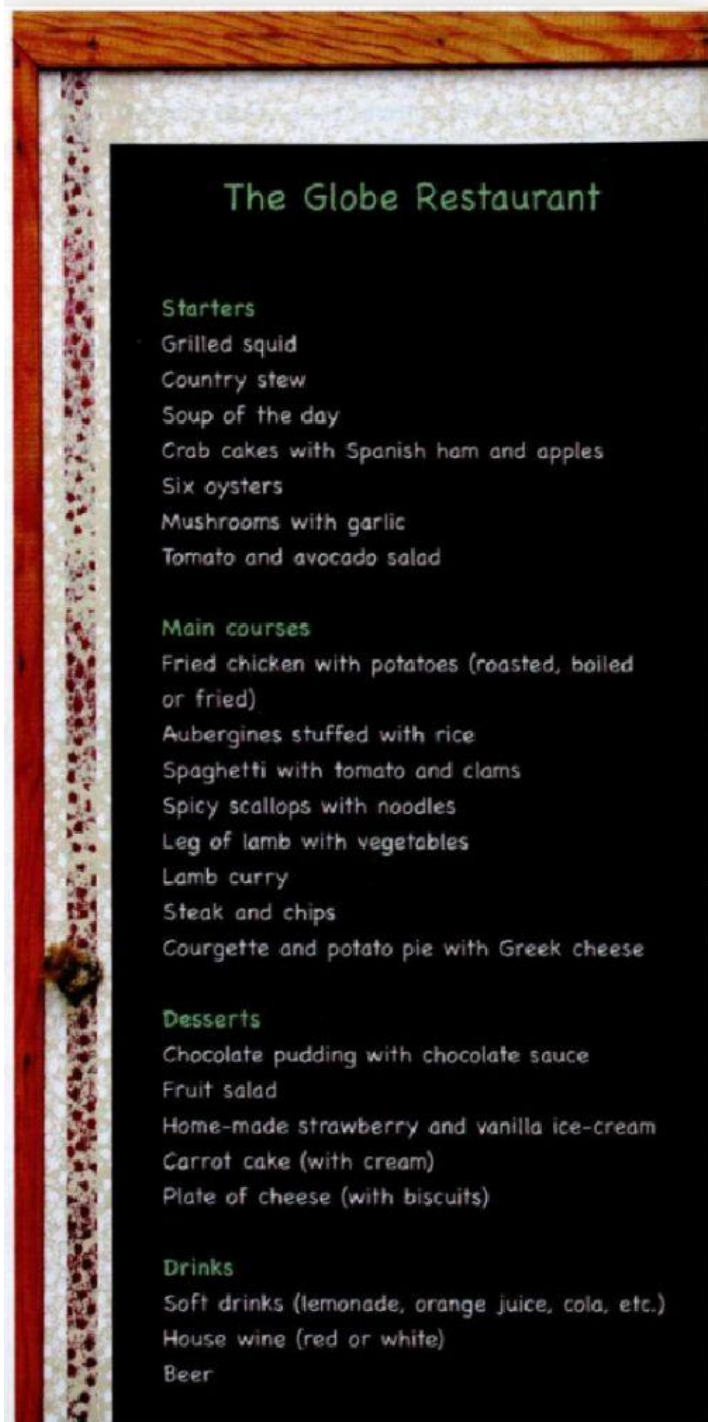 The Globe Restaurant
Starters
Grilled squid
Country stew
Soup of the day
Crab cakes with Spanish ham and apples
Six oysters
Mushrooms with garlic
Tomato and avocado salad
Main courses
Fried chicken with potatoes (roasted, boiled
or fried)
Aubergines stuffed with rice
Spaghetti with tomato and clams
Spicy scallops with noodles
Leg of lamb with vegetables
Lamb curry
Steak and chips
Courgette and potato pie with Greek cheese
Desserts
Chocolate pudding with chocolate sauce
Fruit salad
Home-made strawberry and vanilla ice-cream
Carrot cake (with cream)
Plate of cheese (with biscuits)
Drinks
Soft drinks (lemonade, orange juice, cola, etc.)
House wine (red or white)
Beer